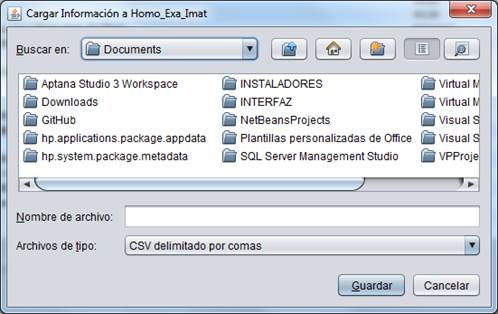 Cargar Información a Homo_Exa_Imat
Buscar en: Documents
Aptana Studio 3 Workspace INSTALADORES Virtual M
Downloads INTERFAZ Virtual M
GitHub NetBeansProjects Visual S
hp.applications.package.appdata Plantillas personalizadas de Office Visual S
hp.system.package.metadata SQL Server Management Studio VPProje
Nombre de archivo:
Archivos de tipo: CSV delimitado por comas
Guardar Cancelar